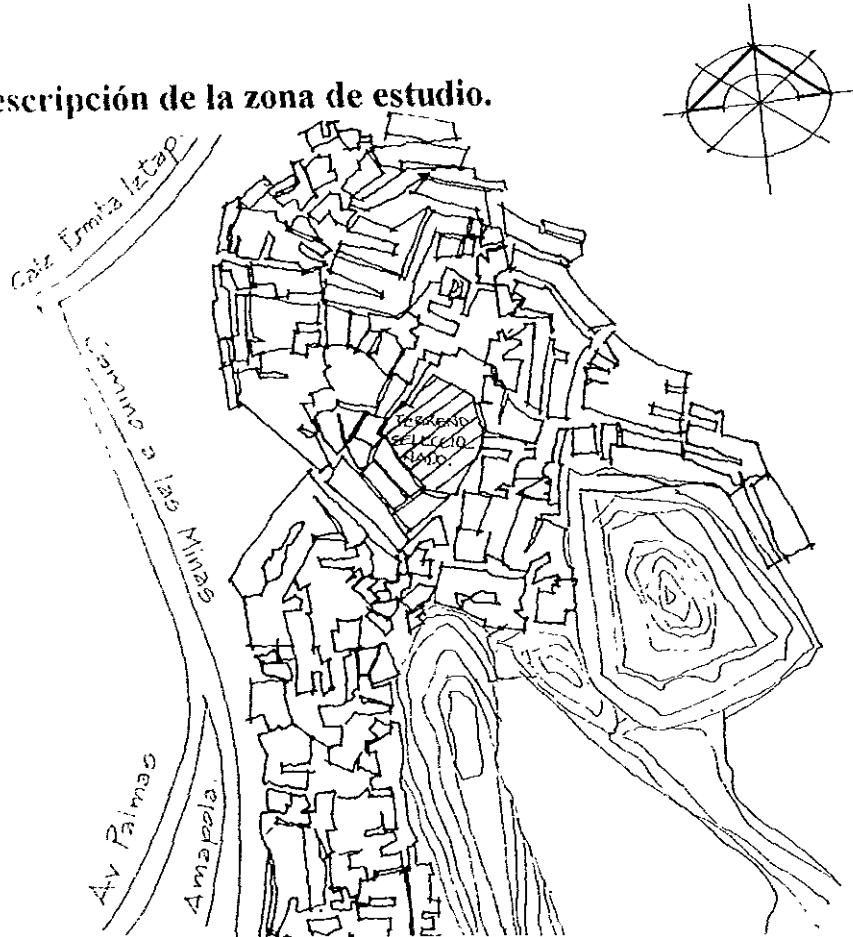 escripción de la zona de estudio.
Calz Ermita Iztap.
Camino a las Minas
TERRENO
SELECCIO
NADO.
Av Palmas
Amapola